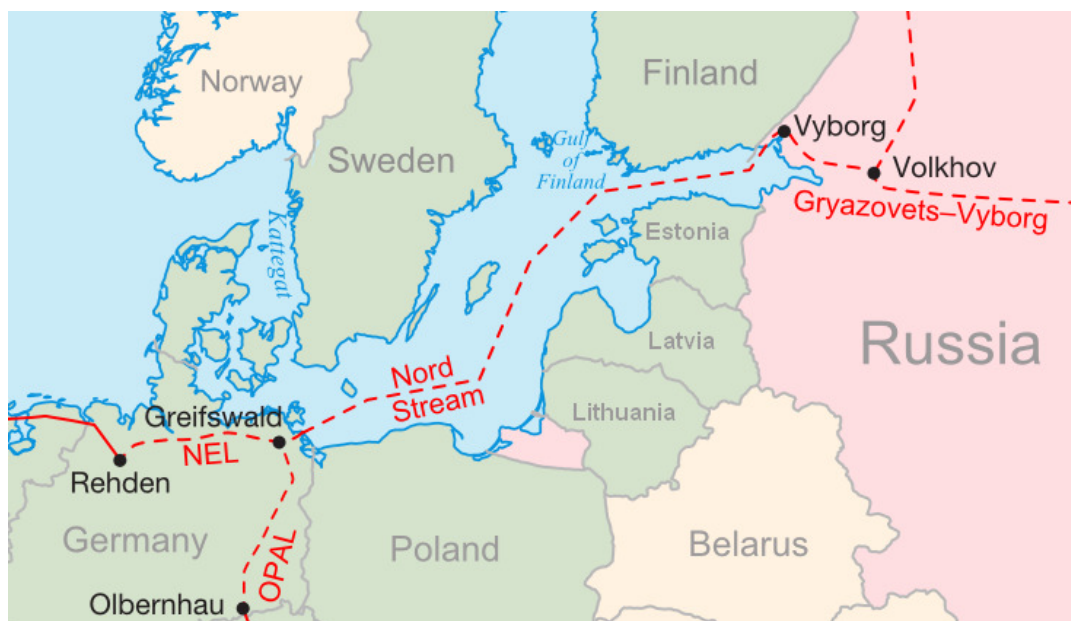 Norway
Finland
Sweden
Gulf
of
Finland
Vyborg
Volkhov
Gryazovets–Vyborg
Kattegat
Estonia
Russia
Latvia
Nord
Stream
Lithuania
Greifswald
NEL
Rehden
Germany
OPAL
Poland
Belarus
Olbernhau